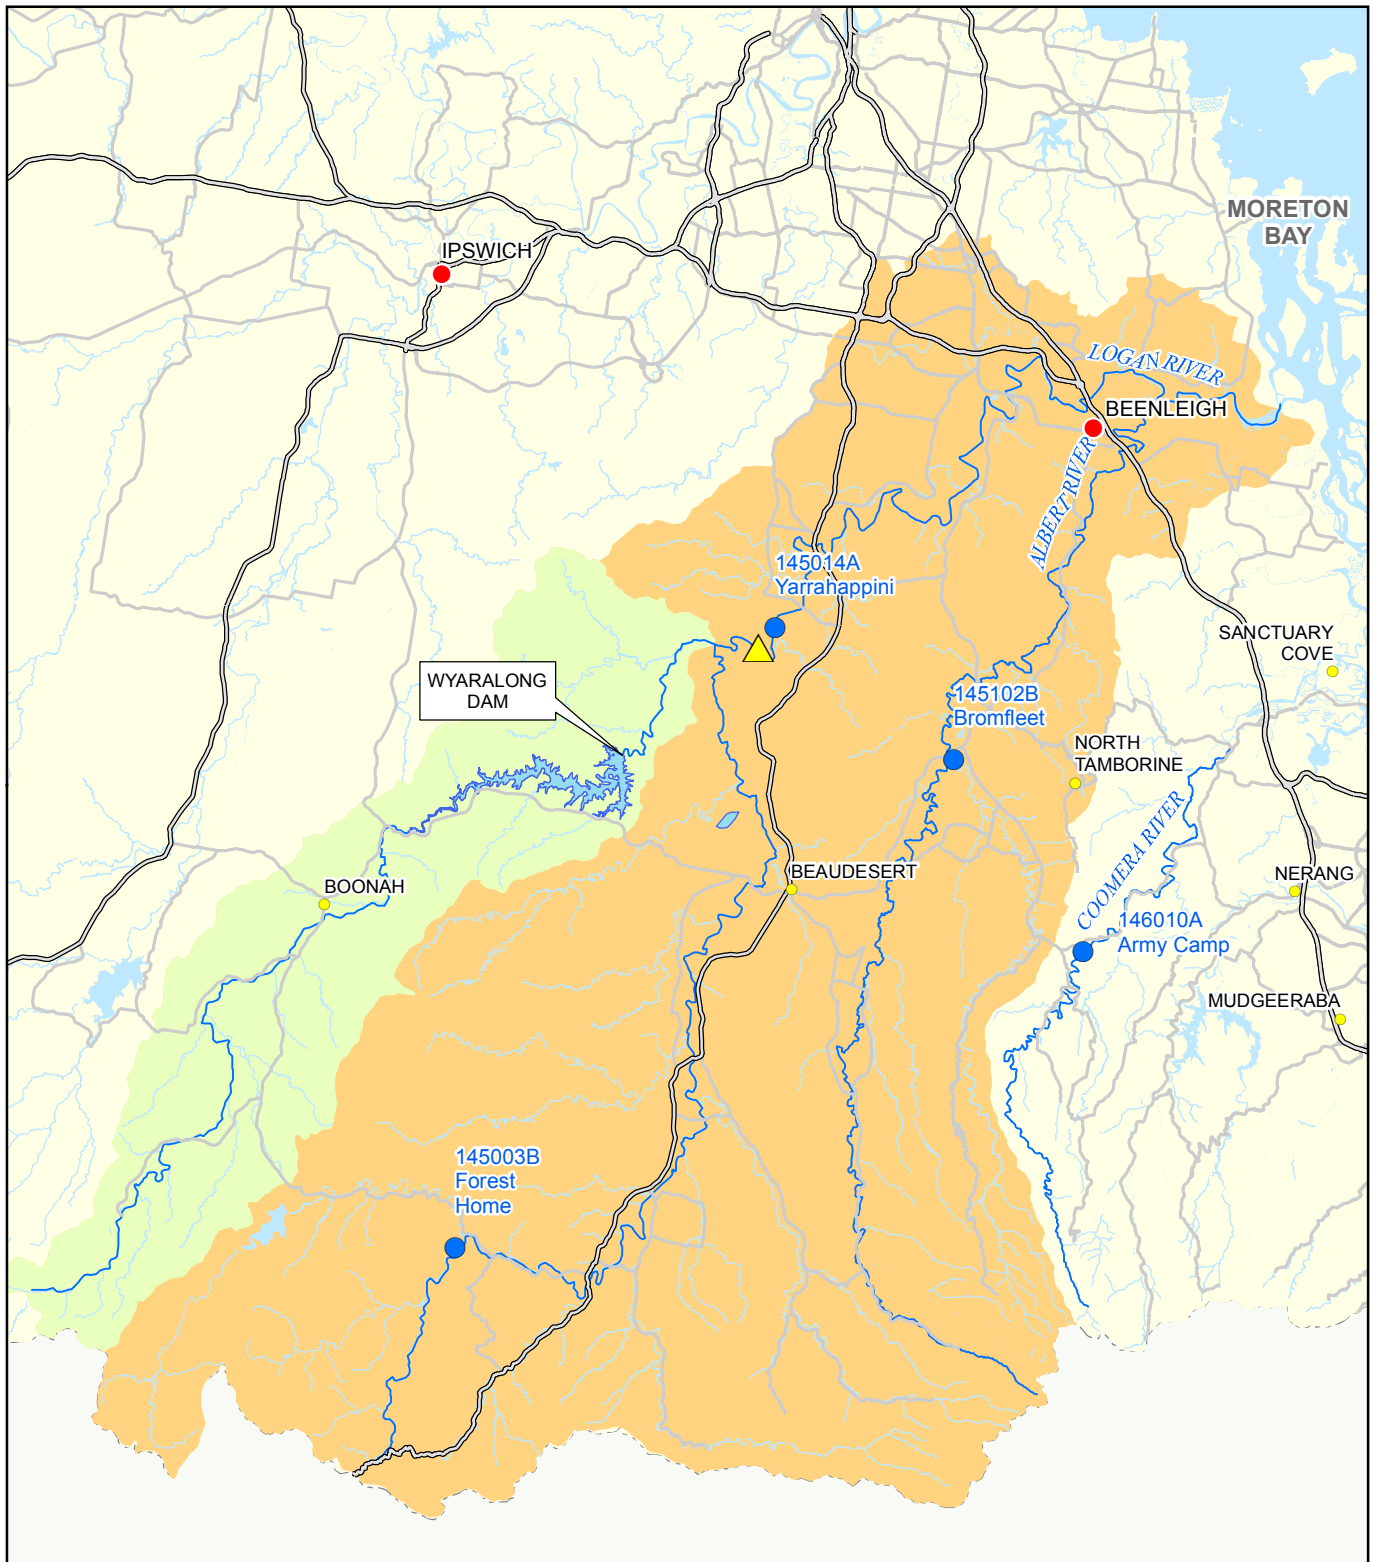 MORETON
BAY
IPSWICH
LOGAN RIVER
BEENLEIGH
ALBERT RIVER
145014A
Yarrahappini
SANCTUARY
COVE
WYARALONG
DAM
145102B
Bromfleet
NORTH
TAMBORINE
COOMERA RIVER
BEAUDESERT
BOONAH
NERANG
146010A
Army Camp
MUDGEERABA
145003B
Forest
Home